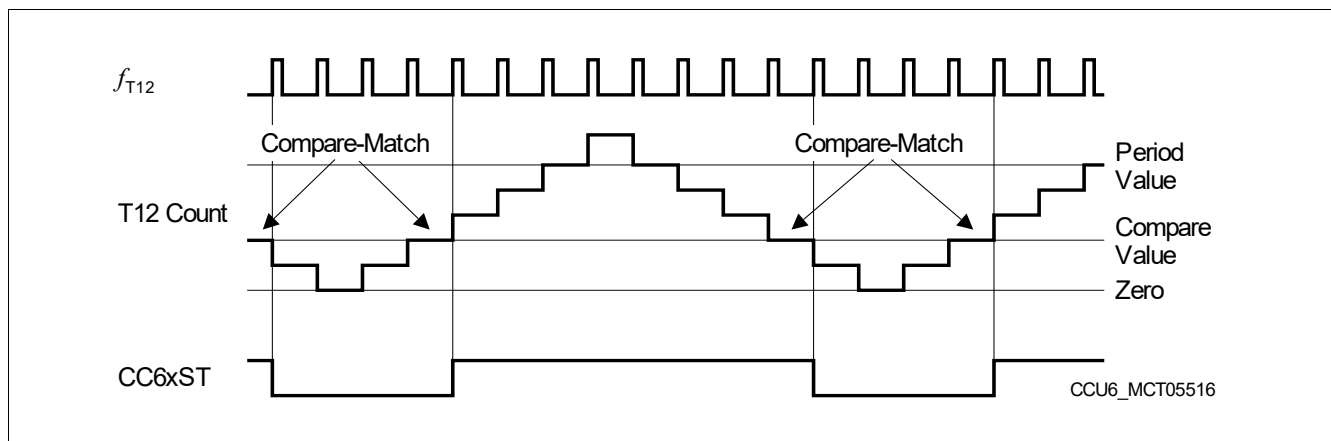 fT12
Compare-Match
Compare-Match
Period
Value
T12 Count
Compare
Value
Zero
CC6xST
CCU6_MCT05516